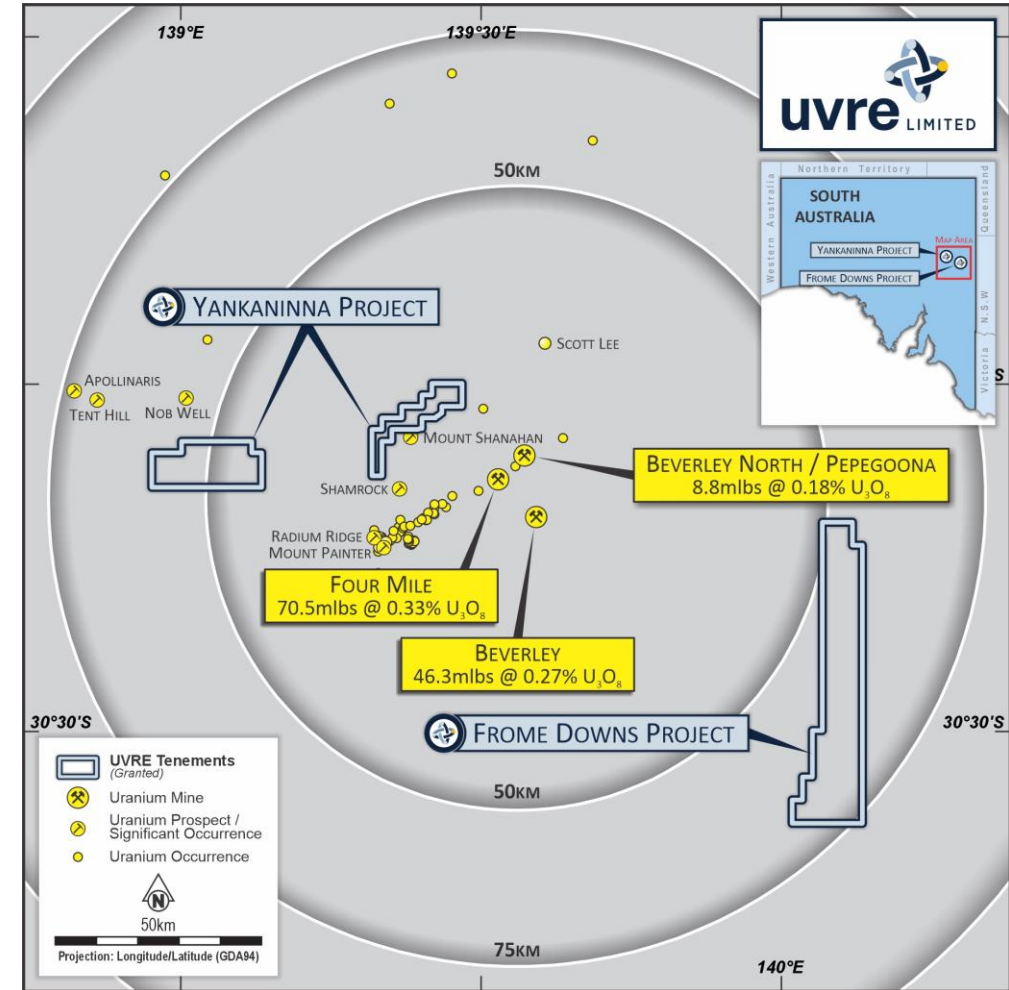 139°E
139°30'E
uvre LIMITED
50KM
Northern Territory
Western Australia
SOUTH
AUSTRALIA
Queensland
MAP AREA
YANKANINNA PROJECT
FROME DOWNS PROJECT
N.S.W
Victoria
YANKANINNA PROJECT
SCOTT LEE
S
APOLLINARIS
TENT HILL
NOB WELL
MOUNT SHANAHAN
BEVERLEY NORTH / PEPEGOONA
8.8mlbs @ 0.18% U₃O₈
SHAMROCK
RADIUM RIDGE
MOUNT PAINTER
FOUR MILE
70.5mlbs @ 0.33% U₃O₈
BEVERLEY
46.3mlbs @ 0.27% U₃O₈
30°30'S
30°30'S
FROME DOWNS PROJECT
UVRE Tenements
(Granted)
Uranium Mine
Uranium Prospect /
Significant Occurrence
Uranium Occurrence
N
50km
Projection: Longitude/Latitude (GDA94)
50KM
75KM
140°E